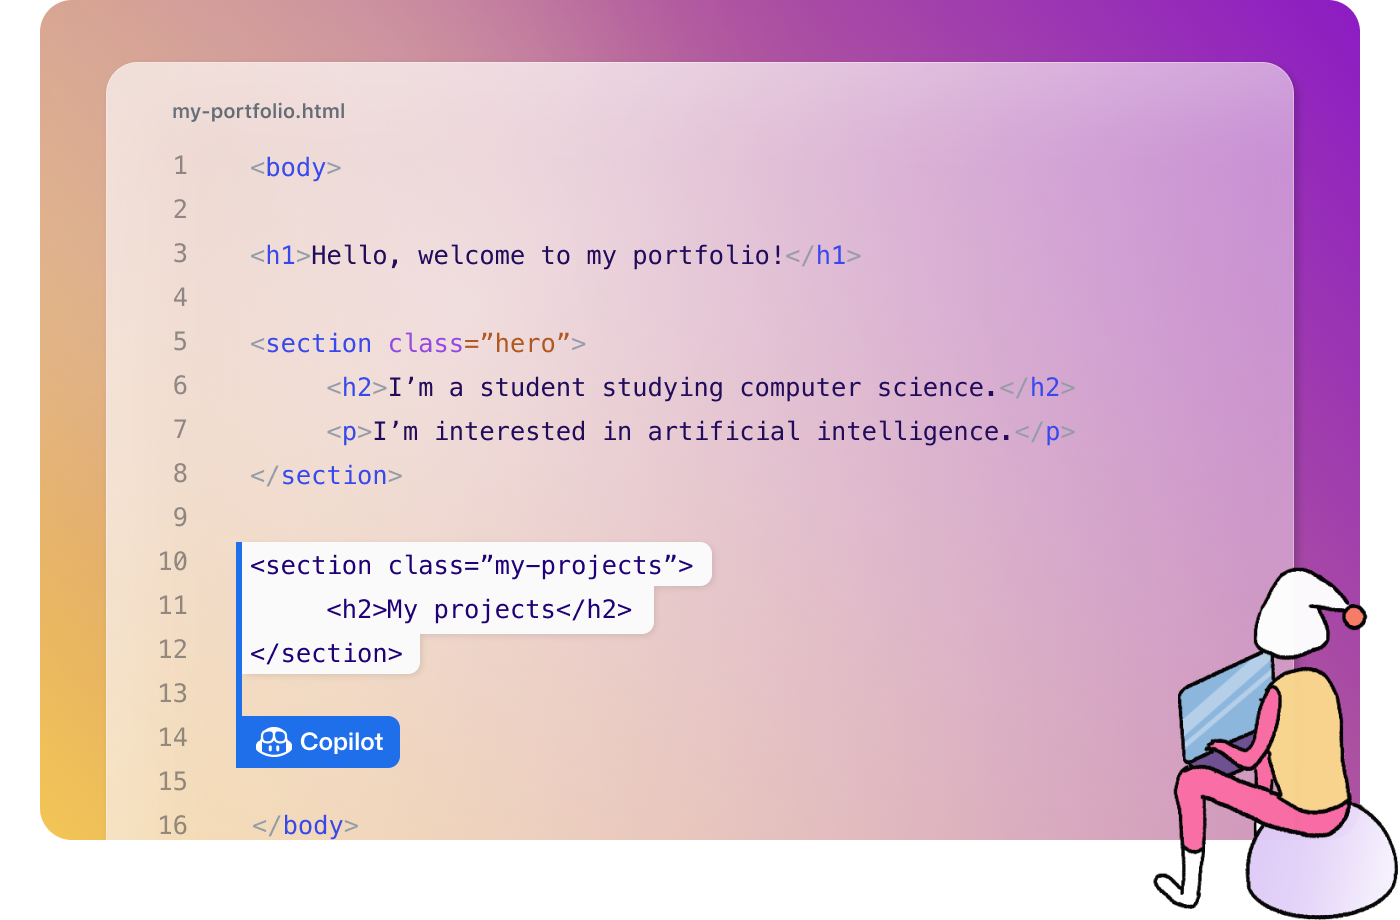 my-portfolio.html
1 <body>
2
3 <h1>Hello, welcome to my portfolio!</h1>
4
5 <section class=”hero”>
6 <h2>I’m a student studying computer science.</h2>
7 <p>I’m interested in artificial intelligence.</p>
8 </section>
9
10 <section class=”my-projects”>
11 <h2>My projects</h2>
12 </section>
13
14 Copilot
15
16 </body>